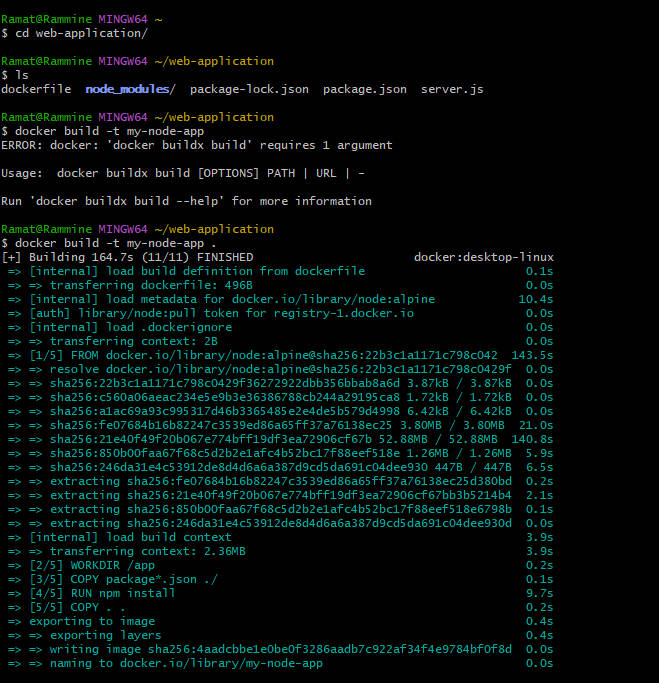 Ramat@Rammine MINGW64 ~
$ cd web-application/
Ramat@Rammine MINGW64 ~/web-application
$ ls
dockerfile node_modules/ package-lock.json package.json server.js
Ramat@Rammine MINGW64 ~/web-application
$ docker build -t my-node-app
ERROR: docker: 'docker buildx build' requires 1 argument
Usage: docker buildx build [OPTIONS] PATH | URL | -
Run 'docker buildx build --help' for more information
Ramat@Rammine MINGW64 ~/web-application
$ docker build -t my-node-app .
[+] Building 164.7s (11/11) FINISHED docker:desktop-linux
=> [internal] load build definition from dockerfile 0.1s
=> => transferring dockerfile: 496B 0.0s
=> [internal] load metadata for docker.io/library/node:alpine 10.4s
=> [auth] library/node:pull token for registry-1.docker.io 0.0s
=> [internal] load .dockerignore 0.0s
=> => transferring context: 2B 0.0s
=> [1/5] FROM docker.io/library/node:alpine@sha256:22b3c1a1171c798c042 143.5s
=> => resolve docker.io/library/node:alpine@sha256:22b3c1a1171c798c0429f 0.0s
=> => sha256:22b3c1a1171c798c0429f36272922dbb356bbab8a6d 3.87kB / 3.87kB 0.0s
=> => sha256:c560a06aeac234e5e9b3e36386788cb244a29195ca8 1.72kB / 1.72kB 0.0s
=> => sha256:a1ac69a93c995317d46b3365485e2e4de5b579d4998 6.42kB / 6.42kB 0.0s
=> => sha256:fe07684b16b82247c3539ed86a65ff37a76138ec25 3.80MB / 3.80MB 21.0s
=> => sha256:21e40f49f20b067e774bff19df3ea72906cf67b 52.88MB / 52.88MB 140.8s
=> => sha256:850b00faa67f68c5d2b2e1afc4b52bc17f88eef518e 1.26MB / 1.26MB 5.9s
=> => sha256:246da31e4c53912de8d4d6a6a387d9cd5da691c04dee930 447B / 447B 6.5s
=> => extracting sha256:fe07684b16b82247c3539ed86a65ff37a76138ec25d380bd 0.2s
=> => extracting sha256:21e40f49f20b067e774bff19df3ea72906cf67bb3b5214b4 2.1s
=> => extracting sha256:850b00faa67f68c5d2b2e1afc4b52bc17f88eef518e6798b 0.1s
=> => extracting sha256:246da31e4c53912de8d4d6a6a387d9cd5da691c04dee930d 0.0s
=> [internal] load build context 3.9s
=> => transferring context: 2.36MB 3.9s
=> [2/5] WORKDIR /app 0.2s
=> [3/5] COPY package*.json ./ 0.1s
=> [4/5] RUN npm install 9.7s
=> [5/5] COPY . . 0.2s
=> exporting to image 0.4s
=> => exporting layers 0.4s
=> => writing image sha256:4aadcbbe1e0be0f3286aadb7c922af34f4e9784bf0f8d 0.0s
=> => naming to docker.io/library/my-node-app 0.0s